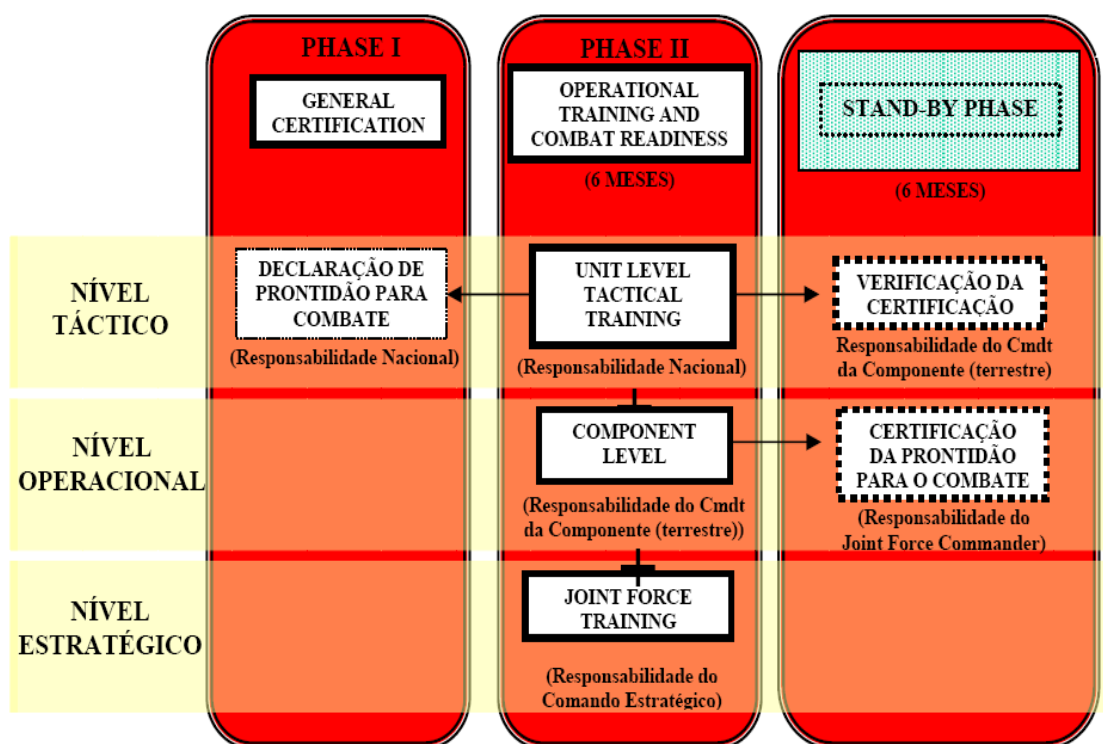 PHASE I
GENERAL
CERTIFICATION
PHASE II
OPERATIONAL
TRAINING AND
COMBAT READINESS
(6 MESES)
STAND-BY PHASE
(6 MESES)
NÍVEL
TÁCTICO
DECLARAÇÃO DE
PRONTIDÃO PARA
COMBATE
(Responsabilidade Nacional)
UNIT LEVEL
TACTICAL
TRAINING
(Responsabilidade Nacional)
VERIFICAÇÃO DA
CERTIFICAÇÃO
Responsabilidade do Cmdt
da Componente (terrestre)
NÍVEL
OPERACIONAL
COMPONENT
LEVEL
(Responsabilidade do Cmdt
da Componente (terrestre))
CERTIFICAÇÃO
DA PRONTIDÃO
PARA O COMBATE
(Responsabilidade do
Joint Force Commander)
NÍVEL
ESTRATÉGICO
JOINT FORCE
TRAINING
(Responsabilidade do
Comando Estratégico)